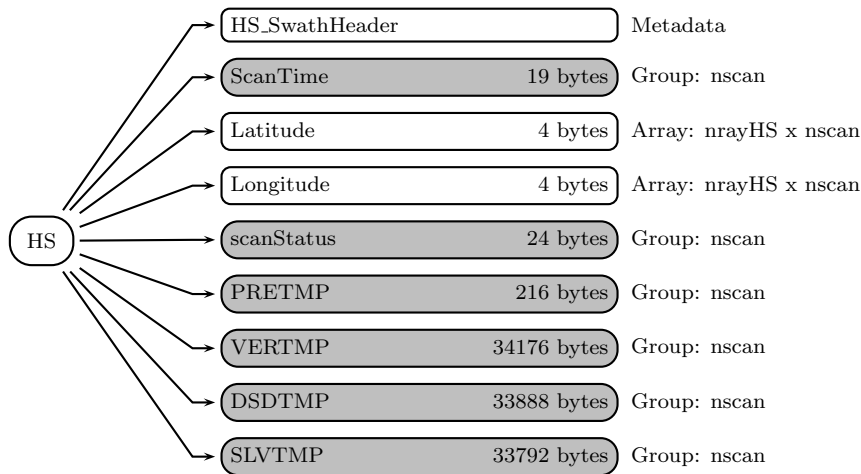 HS_SwathHeader Metadata
ScanTime 19 bytes Group: nscan
Latitude 4 bytes Array: nrayHS x nscan
Longitude 4 bytes Array: nrayHS x nscan
HS
scanStatus 24 bytes Group: nscan
PRETMP 216 bytes Group: nscan
VERTMP 34176 bytes Group: nscan
DSDTMP 33888 bytes Group: nscan
SLVTMP 33792 bytes Group: nscan